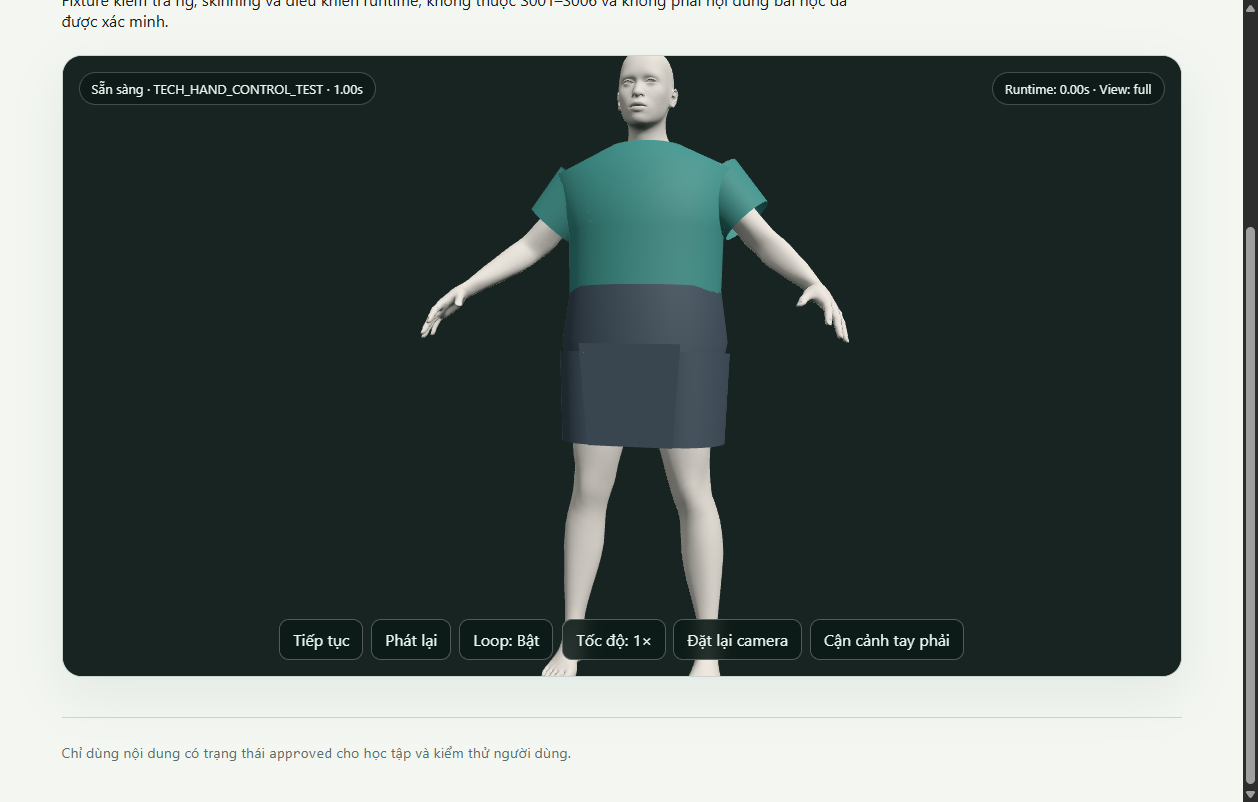 Fixture kiểm tra rig, skinning và điều khiển runtime; không thuộc S001–S006 và không phải nội dung bài học đã
được xác minh.
Sẵn sàng · TECH_HAND_CONTROL_TEST · 1.00s
Runtime: 0.00s · View: full
Tiếp tục
Phát lại
Loop: Bật
Tốc độ: 1×
Đặt lại camera
Cận cảnh tay phải
Chỉ dùng nội dung có trạng thái approved cho học tập và kiểm thử người dùng.